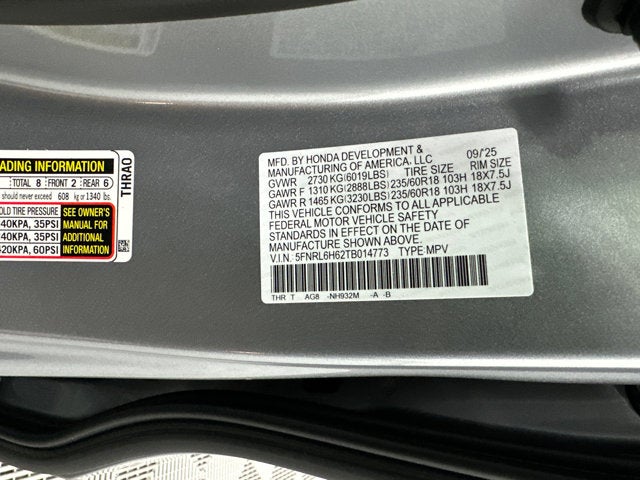 ADING INFORMATION
TOTAL 8 FRONT 2 REAR 6
should never exceed 608 kg or 1340 lbs.
OLD TIRE PRESSURE
40KPA, 35PSI
40KPA, 35PSI
420KPA, 60PSI
SEE OWNER'S
MANUAL FOR
ADDITIONAL
INFORMATION
THRAO
MFD. BY HONDA DEVELOPMENT & 09/25
MANUFACTURING OF AMERICA, LLC
GVWR 2730 KG(6019LBS) TIRE SIZE RIM SIZE
GAWR F 1310 KG(2888LBS) 235/60R18 103H 18X7.5J
GAWR R 1465 KG(3230LBS) 235/60R18 103H 18X7.5J
THIS VEHICLE CONFORMS TO ALL APPLICABLE
FEDERAL MOTOR VEHICLE SAFETY
STANDARDS IN EFFECT ON THE DATE OF
MANUFACTURE SHOWN ABOVE.
V.I.N. 5FNRL6H62TB014773 TYPE MPV
THR T AG8 -NH932M -A -B